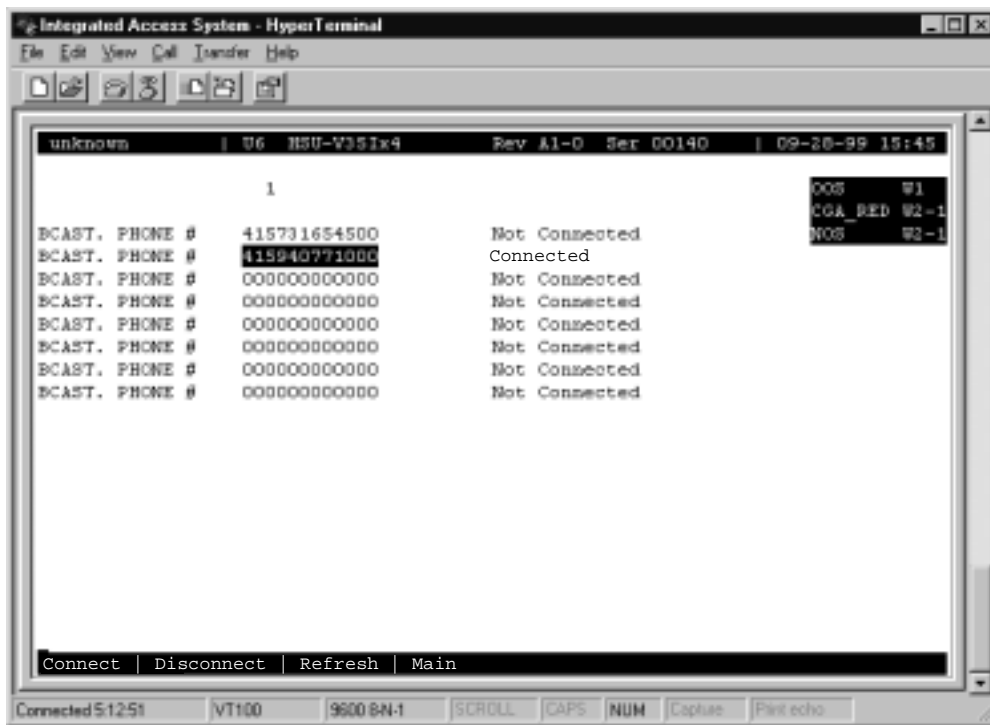 Integrated Access System - HyperTerminal
File Edit View Call Transfer Help
unknown | U6 HSU-V35Ix4 Rev A1-0 Ser 00140 | 09-28-99 15:45
1
OOS W1
CGA_RED W2-1
BCAST. PHONE # 415731654500 Not Connected NOS W2-1
BCAST. PHONE # 415940771000 Connected
BCAST. PHONE # 000000000000 Not Connected
BCAST. PHONE # 000000000000 Not Connected
BCAST. PHONE # 000000000000 Not Connected
BCAST. PHONE # 000000000000 Not Connected
BCAST. PHONE # 000000000000 Not Connected
BCAST. PHONE # 000000000000 Not Connected
Connect | Disconnect | Refresh | Main
Connected 5:12:51 VT100 9600 8-N-1 SCROLL CAPS NUM Capture Print echo